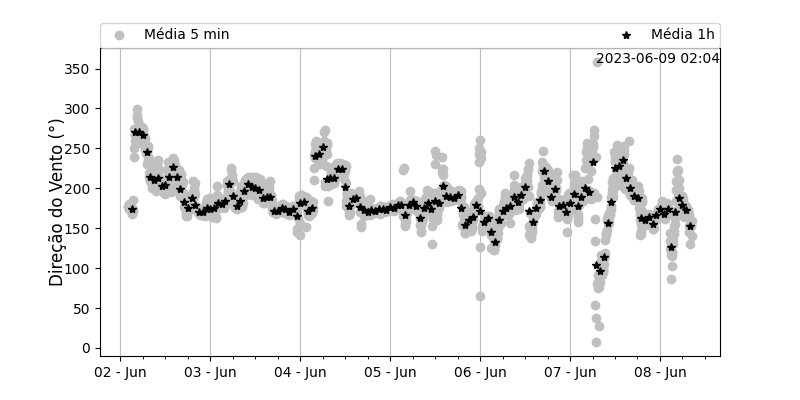 Média 5 min
Média 1h
2023-06-09 02:04
Direção do Vento (°)
350
300
250
200
150
100
50
0
02 - Jun
03 - Jun
04 - Jun
05 - Jun
06 - Jun
07 - Jun
08 - Jun